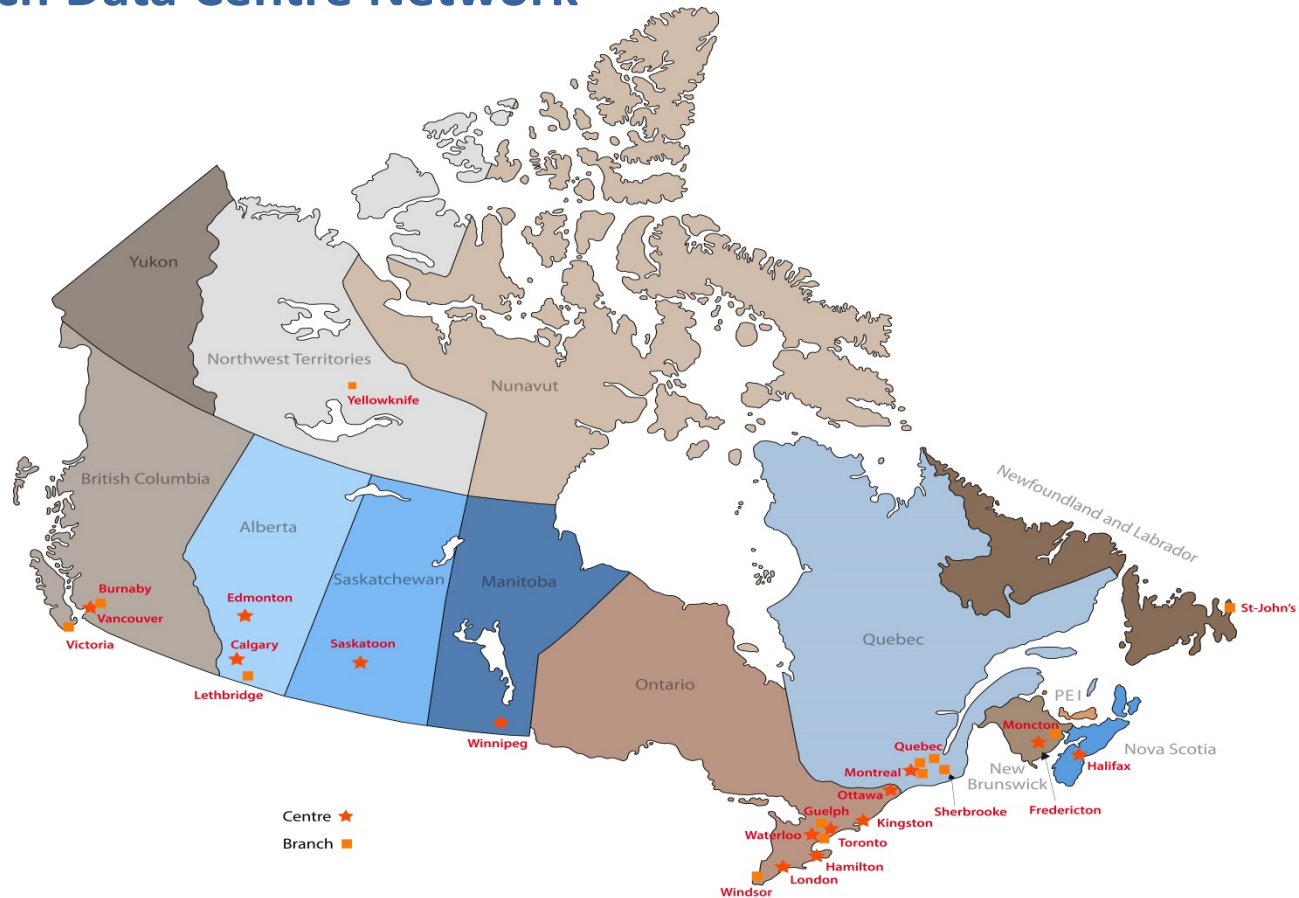 ch Data Centre Network
Yukon
Northwest Territories
Yellowknife
Nunavut
British Columbia
Alberta
Saskatchewan
Manitoba
Newfoundland and Labrador
Burnaby
Vancouver
Victoria
Edmonton
Calgary
Lethbridge
Saskatoon
Winnipeg
Ontario
Quebec
St-John's
PEI
Moncton
Nova Scotia
Halifax
New
Brunswick
Fredericton
Quebec
Montreal
Sherbrooke
Ottawa
Kingston
Guelph
Waterloo
Toronto
Hamilton
London
Windsor
Centre
Branch